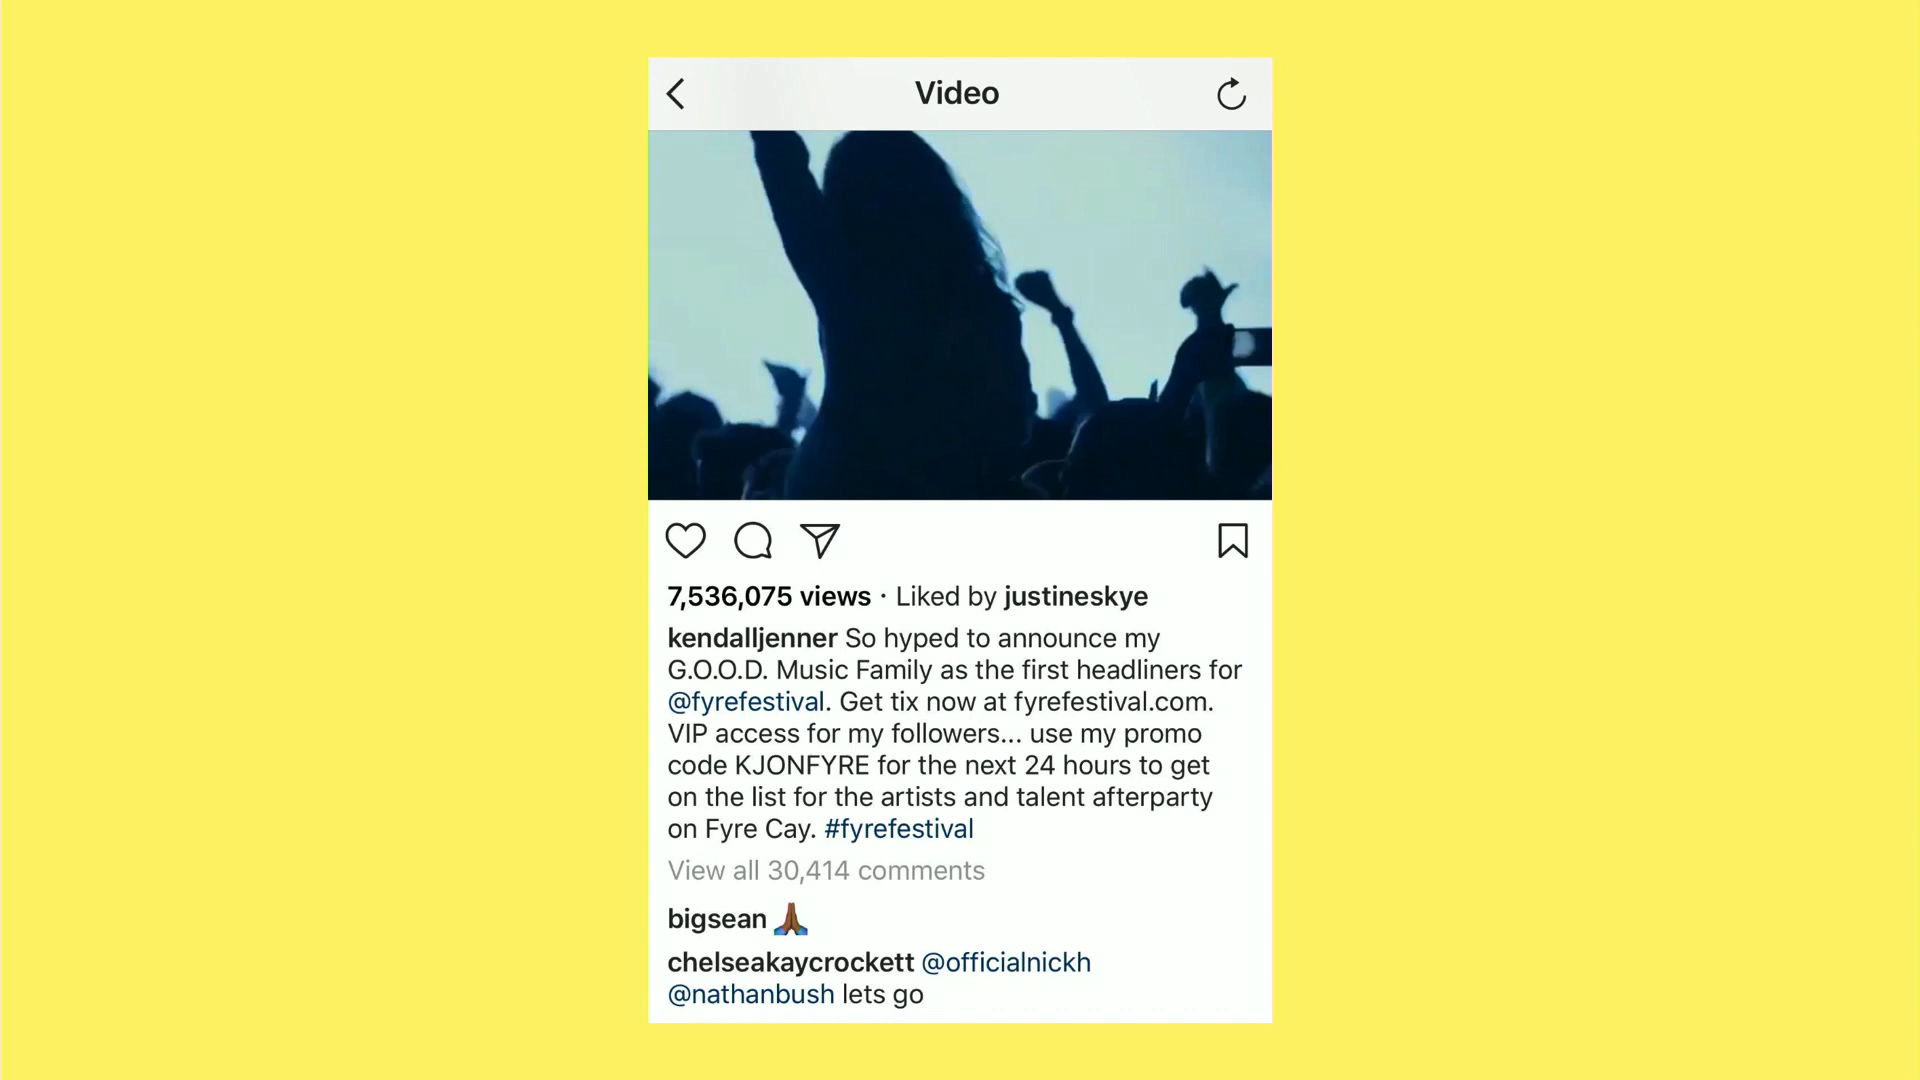 Video
7,536,075 views · Liked by justineskye
kendalljenner So hyped to announce my
G.O.O.D. Music Family as the first headliners for
@fyrefestival. Get tix now at fyrefestival.com.
VIP access for my followers... use my promo
code KJONFYRE for the next 24 hours to get
on the list for the artists and talent afterparty
on Fyre Cay. #fyrefestival
View all 30,414 comments
bigsean 🙏🏾
chelseakaycrockett @officialnickh
@nathanbush lets go